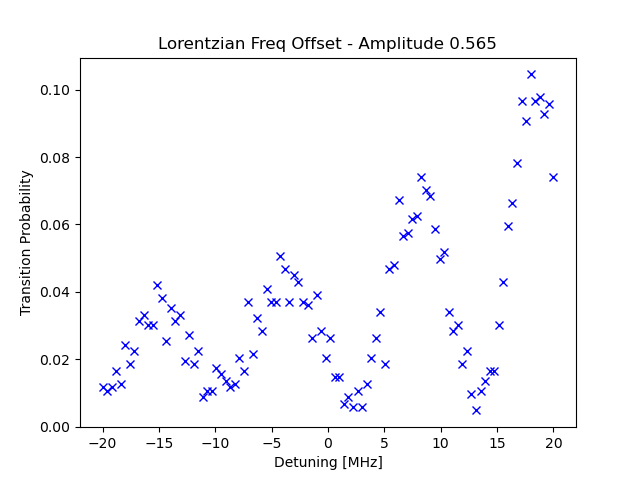 Lorentzian Freq Offset - Amplitude 0.565
0.10
0.08
0.06
0.04
0.02
0.00
Transition Probability
−20 −15 −10 −5 0 5 10 15 20
Detuning [MHz]